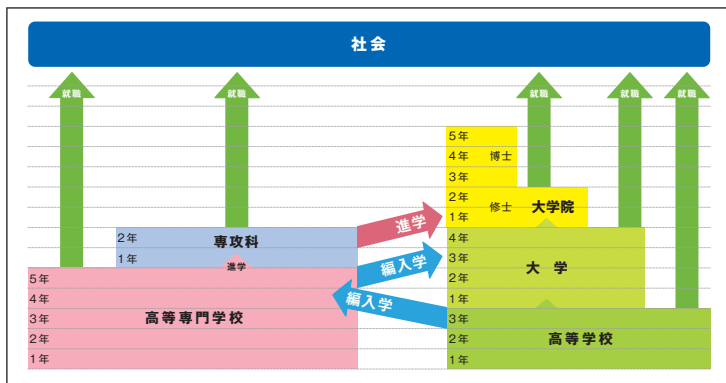 社会
就職
就職
就職
就職
就職
5年
4年 博士
3年
2年
1年
修士
大学院
進学
2年
1年
専攻科
進学
編入学
編入学
4年
3年
2年
1年
大 学
5年
4年
3年
2年
1年
高等専門学校
3年
2年
1年
高等学校